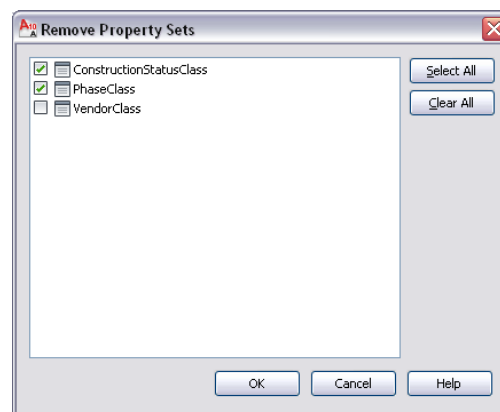 Remove Property Sets
ConstructionStatusClass
PhaseClass
VendorClass
Select All
Clear All
OK Cancel Help